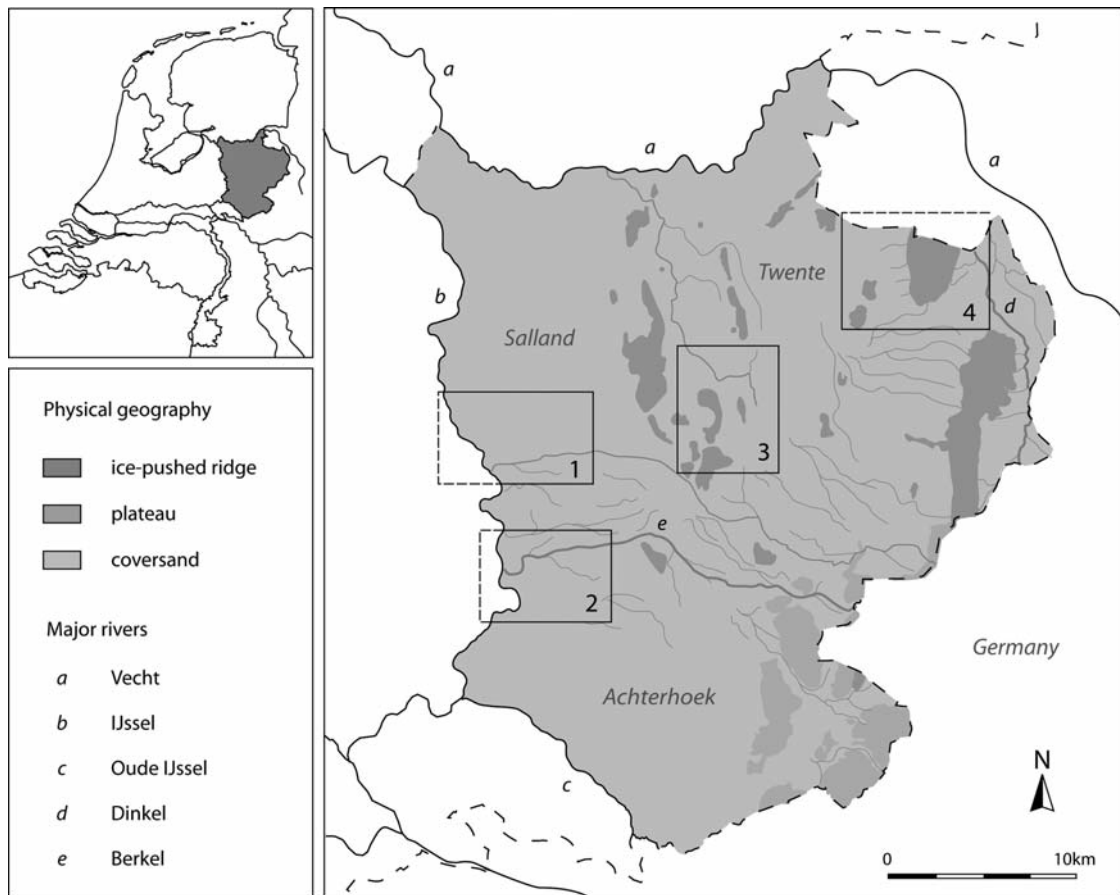 Physical geography
ice-pushed ridge
plateau
coversand
Major rivers
a Vecht
b IJssel
c Oude IJssel
d Dinkel
e Berkel
a
a
a
b
Twente
Salland
4
d
1
3
e
2
Germany
Achterhoek
N
c
0 10km